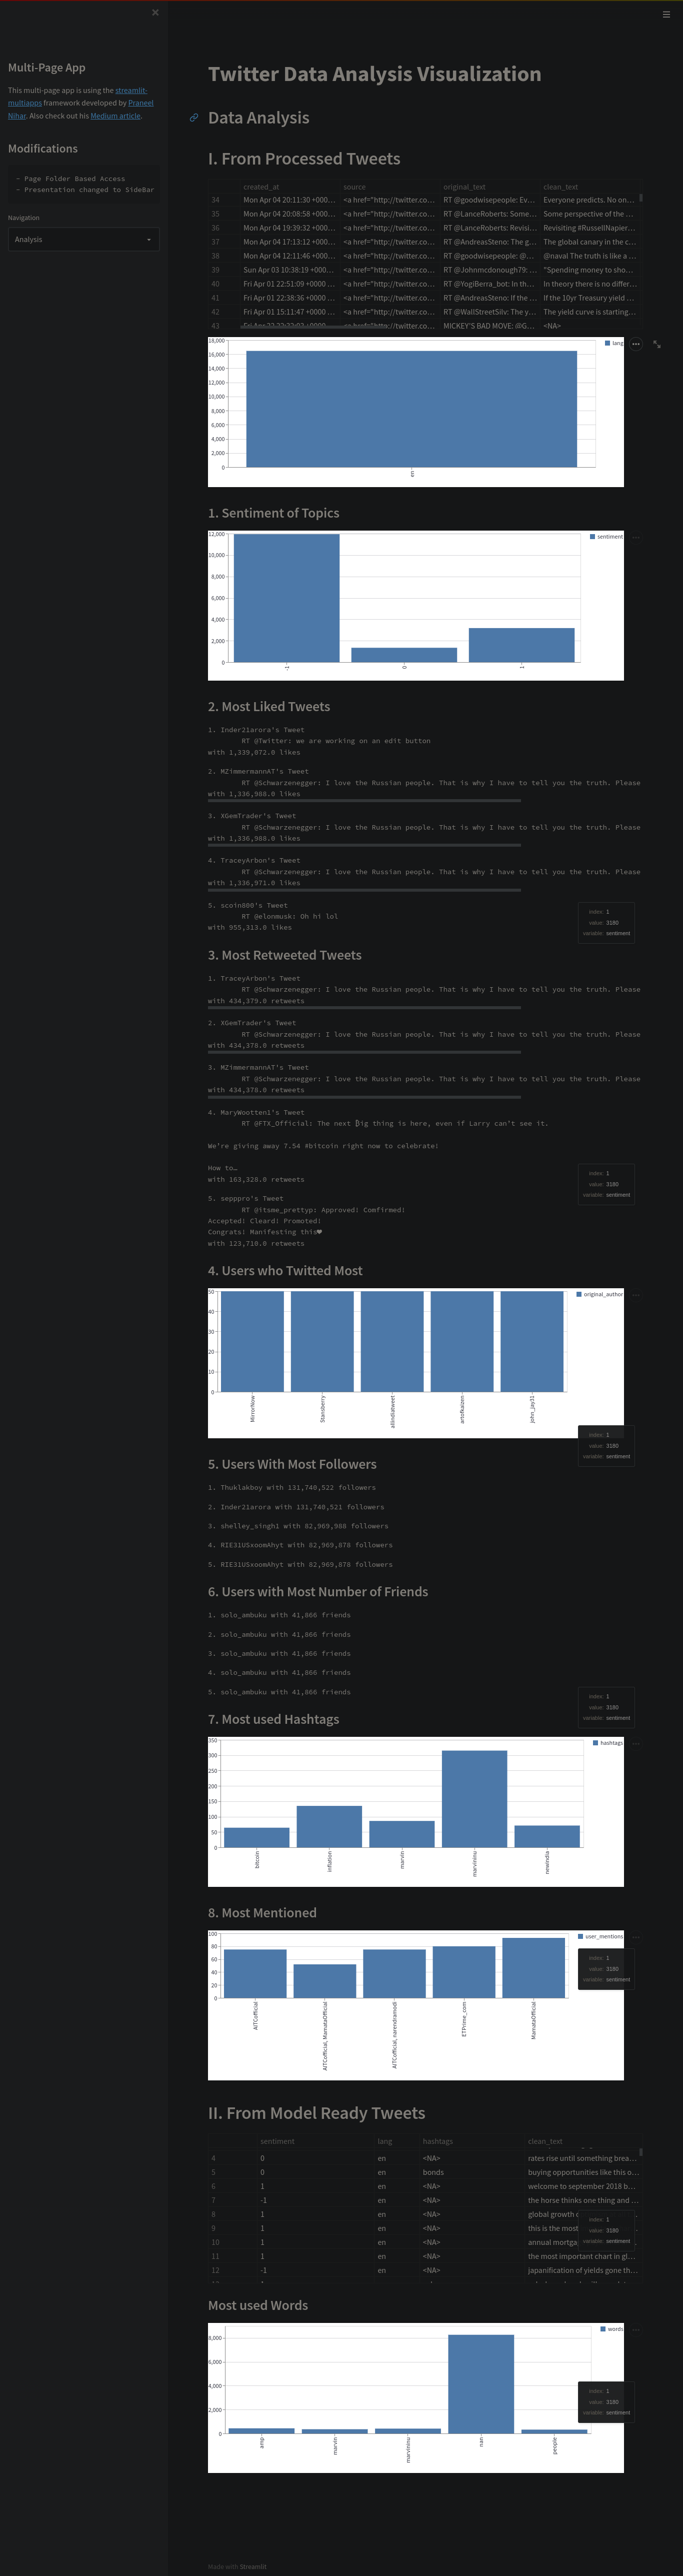 Multi-Page App
This multi-page app is using the streamlit-
multiapps framework developed by Praneel
Nihar. Also check out his Medium article.
Modifications
- Page Folder Based Access
- Presentation changed to SideBar
Navigation
Analysis
Twitter Data Analysis Visualization
Data Analysis
I. From Processed Tweets
created_at source original_text clean_text
34 Mon Apr 04 20:11:30 +000… <a href="http://twitter.co… RT @goodwisepeople: Ev… Everyone predicts. No on…
35 Mon Apr 04 20:08:58 +000… <a href="http://twitter.co… RT @LanceRoberts: Some… Some perspective of the …
36 Mon Apr 04 19:39:32 +000… <a href="http://twitter.co… RT @LanceRoberts: Revisi… Revisiting #RussellNapier…
37 Mon Apr 04 17:13:12 +000… <a href="http://twitter.co… RT @AndreasSteno: The g… The global canary in the c…
38 Mon Apr 04 12:11:46 +000… <a href="http://twitter.co… RT @goodwisepeople: @… @naval The truth is like a …
39 Sun Apr 03 10:38:19 +000… <a href="http://twitter.co… RT @Johnmcdonough79: … "Spending money to sho…
40 Fri Apr 01 22:51:09 +0000 … <a href="http://twitter.co… RT @YogiBerra_bot: In th… In theory there is no differ…
41 Fri Apr 01 22:38:36 +0000 … <a href="http://twitter.co… RT @AndreasSteno: If the … If the 10yr Treasury yield …
42 Fri Apr 01 15:11:47 +0000 … <a href="http://twitter.co… RT @WallStreetSilv: The y… The yield curve is starting…
43 <a href="http://twitter.co… MICKEY'S BAD MOVE: @G… <NA>
18,000
16,000
14,000
12,000
10,000
8,000
6,000
4,000
2,000
0
en
lang
1. Sentiment of Topics
12,000
10,000
8,000
6,000
4,000
2,000
0
-1 0 1
sentiment
2. Most Liked Tweets
1. Inder21arora's Tweet
RT @Twitter: we are working on an edit button
with 1,339,072.0 likes
2. MZimmermannAT's Tweet
RT @Schwarzenegger: I love the Russian people. That is why I have to tell you the truth. Please
with 1,336,988.0 likes
3. XGemTrader's Tweet
RT @Schwarzenegger: I love the Russian people. That is why I have to tell you the truth. Please
with 1,336,988.0 likes
4. TraceyArbon's Tweet
RT @Schwarzenegger: I love the Russian people. That is why I have to tell you the truth. Please
with 1,336,971.0 likes
5. scoin800's Tweet
RT @elonmusk: Oh hi lol
with 955,313.0 likes
index: 1
value: 3180
variable: sentiment
3. Most Retweeted Tweets
1. TraceyArbon's Tweet
RT @Schwarzenegger: I love the Russian people. That is why I have to tell you the truth. Please
with 434,379.0 retweets
2. XGemTrader's Tweet
RT @Schwarzenegger: I love the Russian people. That is why I have to tell you the truth. Please
with 434,378.0 retweets
3. MZimmermannAT's Tweet
RT @Schwarzenegger: I love the Russian people. That is why I have to tell you the truth. Please
with 434,378.0 retweets
4. MaryWootten1's Tweet
RT @FTX_Official: The next big thing is here, even if Larry can't see it.
We're giving away 7.54 #bitcoin right now to celebrate!
How to…
with 163,328.0 retweets
index: 1
value: 3180
variable: sentiment
5. sepppro's Tweet
RT @itsme_prettyp: Approved! Comfirmed!
Accepted! Cleard! Promoted!
Congrats! Manifesting this❤
with 123,710.0 retweets
4. Users who Twitted Most
50
40
30
20
10
0
MirrorNow Stansberry allindiatweet artofkaizen john_jay31
original_author
index: 1
value: 3180
variable: sentiment
5. Users With Most Followers
1. Thuklakboy with 131,740,522 followers
2. Inder21arora with 131,740,521 followers
3. shelley_singh1 with 82,969,988 followers
4. RIE31USxoomAhyt with 82,969,878 followers
5. RIE31USxoomAhyt with 82,969,878 followers
6. Users with Most Number of Friends
1. solo_ambuku with 41,866 friends
2. solo_ambuku with 41,866 friends
3. solo_ambuku with 41,866 friends
4. solo_ambuku with 41,866 friends
5. solo_ambuku with 41,866 friends
index: 1
value: 3180
variable: sentiment
7. Most used Hashtags
350
300
250
200
150
100
50
0
bitcoin inflation marvin marvininu newindia
hashtags
8. Most Mentioned
100
80
60
40
20
0
AITCofficial AITCofficial, MamataOfficial AITCofficial, narendramodi ETPrime_com MamataOfficial
user_mentions
index: 1
value: 3180
variable: sentiment
II. From Model Ready Tweets
sentiment lang hashtags clean_text
4 0 en <NA> rates rise until something brea…
5 0 en bonds buying opportunities like this o…
6 1 en <NA> welcome to september 2018 b…
7 -1 en <NA> the horse thinks one thing and …
8 1 en <NA> global growth
9 1 en <NA> this is the most
10 1 en <NA> annual
11 1 en <NA> the most important chart in gl…
12 -1 en <NA> japanification of yields gone th…
index: 1
value: 3180
variable: sentiment
Most used Words
8,000
6,000
4,000
2,000
0
amp marvin marvininu nan people
words
index: 1
value: 3180
variable: sentiment
Made with Streamlit